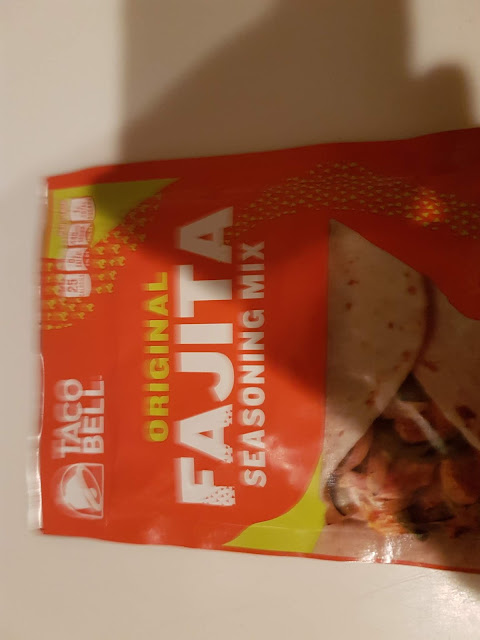 TACO
BELL
ORIGINAL
FAJITA
SEASONING MIX